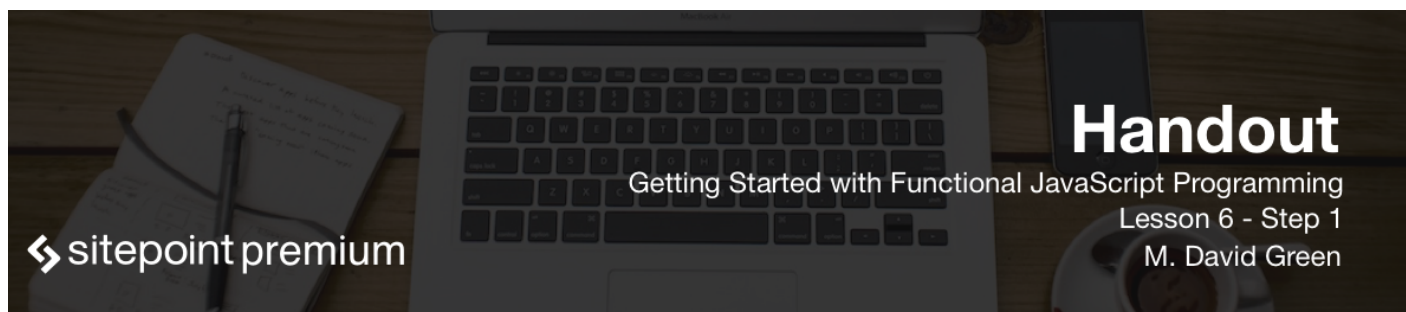 Handout
Getting Started with Functional JavaScript Programming
Lesson 6 - Step 1
M. David Green
sitepoint premium